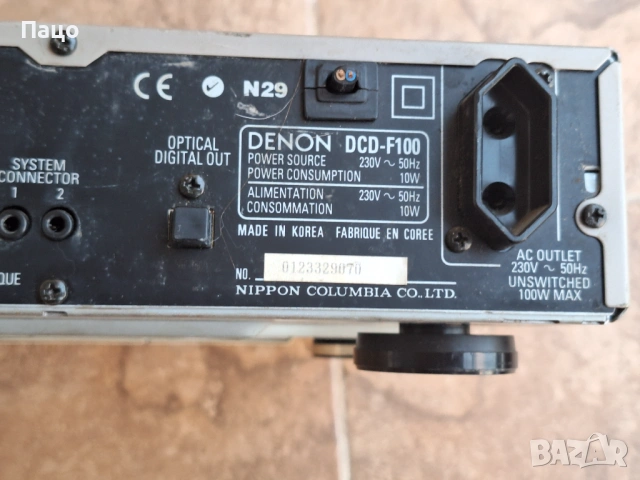 Пацо
CE N29
OPTICAL
DIGITAL OUT
SYSTEM
CONNECTOR
1 2
QUE
DENON DCD-F100
POWER SOURCE 230V ~ 50Hz
POWER CONSUMPTION 10W
ALIMENTATION 230V ~ 50Hz
CONSOMMATION 10W
MADE IN KOREA FABRIQUE EN COREE
NO. 6123329070
NIPPON COLUMBIA CO., LTD.
AC OUTLET
230V ~ 50Hz
UNSWITCHED
100W MAX
bazar
БГ